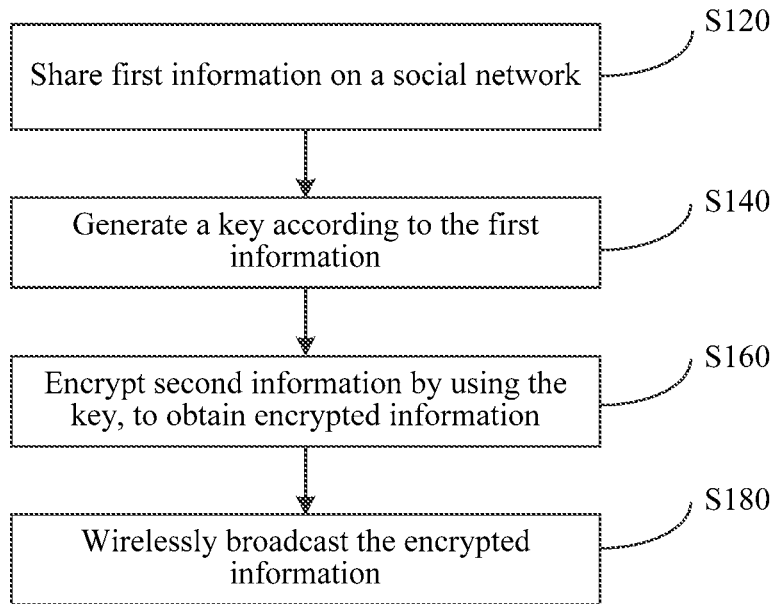 S120
Share first information on a social network
S140
Generate a key according to the first
information
S160
Encrypt second information by using the
key, to obtain encrypted information
S180
Wirelessly broadcast the encrypted
information